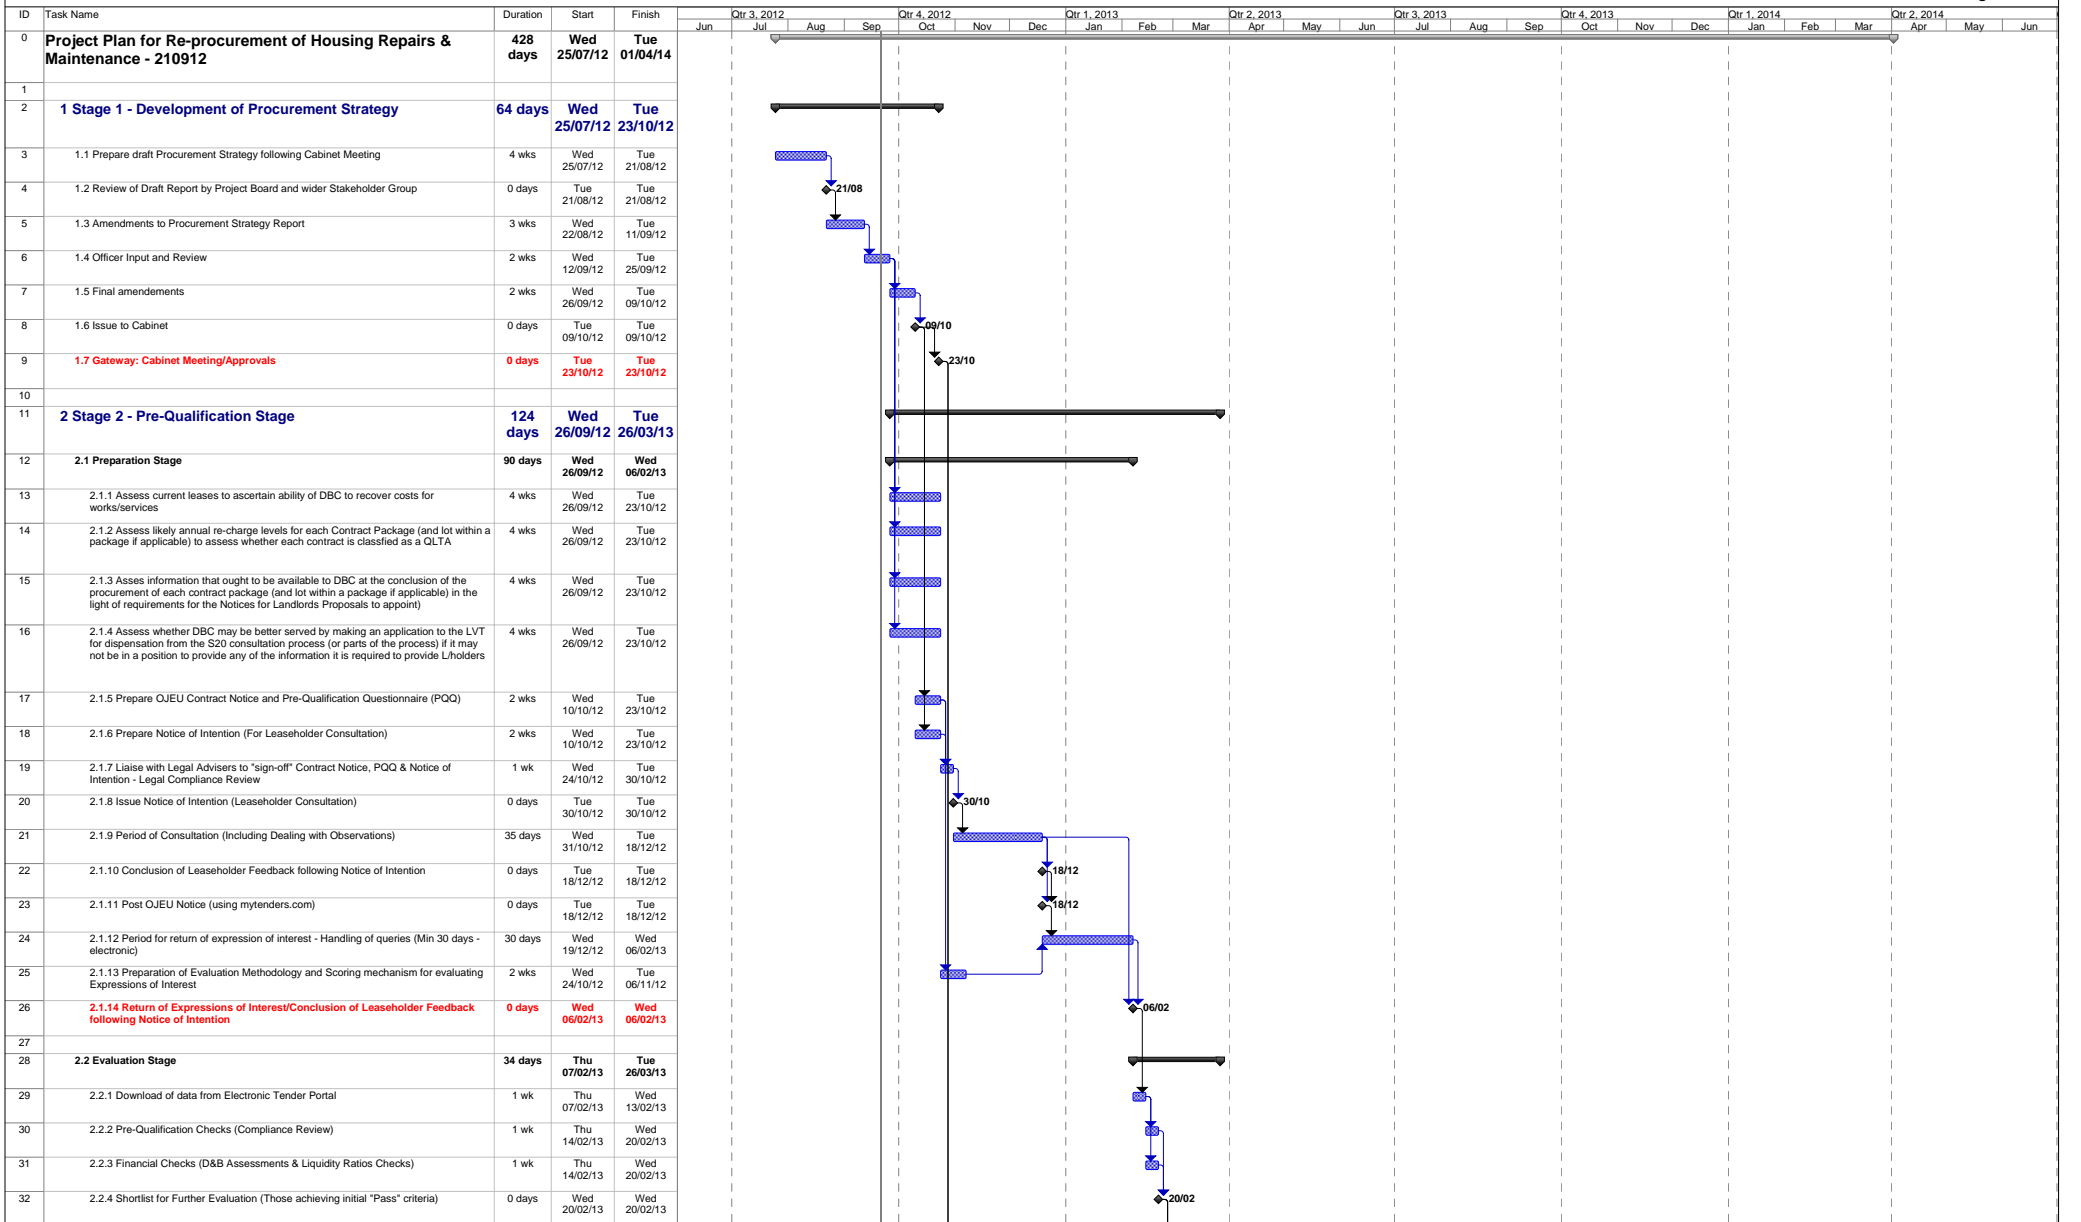 ID Task Name Duration Start Finish Qtr 3, 2012 Qtr 4, 2012 Qtr 1, 2013 Qtr 2, 2013 Qtr 3, 2013 Qtr 4, 2013 Qtr 1, 2014 Qtr 2, 2014
Jun Jul Aug Sep Oct Nov Dec Jan Feb Mar Apr May Jun Jul Aug Sep Oct Nov Dec Jan Feb Mar Apr May Jun
0 Project Plan for Re-procurement of Housing Repairs & 428 Wed Tue
Maintenance - 210912 days 25/07/12 01/04/14
1
2 1 Stage 1 - Development of Procurement Strategy 64 days Wed Tue
25/07/12 23/10/12
3 1.1 Prepare draft Procurement Strategy following Cabinet Meeting 4 wks Wed Tue
25/07/12 21/08/12
4 1.2 Review of Draft Report by Project Board and wider Stakeholder Group 0 days Tue Tue 21/08
21/08/12 21/08/12
5 1.3 Amendments to Procurement Strategy Report 3 wks Wed Tue
22/08/12 11/09/12
6 1.4 Officer Input and Review 2 wks Wed Tue
12/09/12 25/09/12
7 1.5 Final amendements 2 wks Wed Tue
26/09/12 09/10/12
8 1.6 Issue to Cabinet 0 days Tue Tue 09/10
09/10/12 09/10/12
9 1.7 Gateway: Cabinet Meeting/Approvals 0 days Tue Tue 23/10
23/10/12 23/10/12
10
11 2 Stage 2 - Pre-Qualification Stage 124 Wed Tue
days 26/09/12 26/03/13
12 2.1 Preparation Stage 90 days Wed Wed
26/09/12 06/02/13
13 2.1.1 Assess current leases to ascertain ability of DBC to recover costs for 4 wks Wed Tue
works/services 26/09/12 23/10/12
14 2.1.2 Assess likely annual re-charge levels for each Contract Package (and lot within a 4 wks Wed Tue
package if applicable) to assess whether each contract is classfied as a QLTA 26/09/12 23/10/12
15 2.1.3 Asses information that ought to be available to DBC at the conclusion of the 4 wks Wed Tue
procurement of each contract package (and lot within a package if applicable) in the 26/09/12 23/10/12
light of requirements for the Notices for Landlords Proposals to appoint)
16 2.1.4 Assess whether DBC may be better served by making an application to the LVT 4 wks Wed Tue
for dispensation from the S20 consultation process (or parts of the process) if it may 26/09/12 23/10/12
not be in a position to provide any of the information it is required to provide L/holders
17 2.1.5 Prepare OJEU Contract Notice and Pre-Qualification Questionnaire (PQQ) 2 wks Wed Tue
10/10/12 23/10/12
18 2.1.6 Prepare Notice of Intention (For Leaseholder Consultation) 2 wks Wed Tue
10/10/12 23/10/12
19 2.1.7 Liaise with Legal Advisers to "sign-off" Contract Notice, PQQ & Notice of 1 wk Wed Tue
Intention - Legal Compliance Review 24/10/12 30/10/12
20 2.1.8 Issue Notice of Intention (Leaseholder Consultation) 0 days Tue Tue 30/10
30/10/12 30/10/12
21 2.1.9 Period of Consultation (Including Dealing with Observations) 35 days Wed Tue
31/10/12 18/12/12
22 2.1.10 Conclusion of Leaseholder Feedback following Notice of Intention 0 days Tue Tue 18/12
18/12/12 18/12/12
23 2.1.11 Post OJEU Notice (using mytenders.com) 0 days Tue Tue 18/12
18/12/12 18/12/12
24 2.1.12 Period for return of expression of interest - Handling of queries (Min 30 days - 30 days Wed Wed
electronic) 19/12/12 06/02/13
25 2.1.13 Preparation of Evaluation Methodology and Scoring mechanism for evaluating 2 wks Wed Tue
Expressions of Interest 24/10/12 06/11/12
26 2.1.14 Return of Expressions of Interest/Conclusion of Leaseholder Feedback 0 days Wed Wed 06/02
following Notice of Intention 06/02/13 06/02/13
27
28 2.2 Evaluation Stage 34 days Thu Tue
07/02/13 26/03/13
29 2.2.1 Download of data from Electronic Tender Portal 1 wk Thu Wed
07/02/13 13/02/13
30 2.2.2 Pre-Qualification Checks (Compliance Review) 1 wk Thu Wed
14/02/13 20/02/13
31 2.2.3 Financial Checks (D&B Assessments & Liquidity Ratios Checks) 1 wk Thu Wed
14/02/13 20/02/13
32 2.2.4 Shortlist for Further Evaluation (Those achieving initial "Pass" criteria) 0 days Wed Wed 20/02
20/02/13 20/02/13